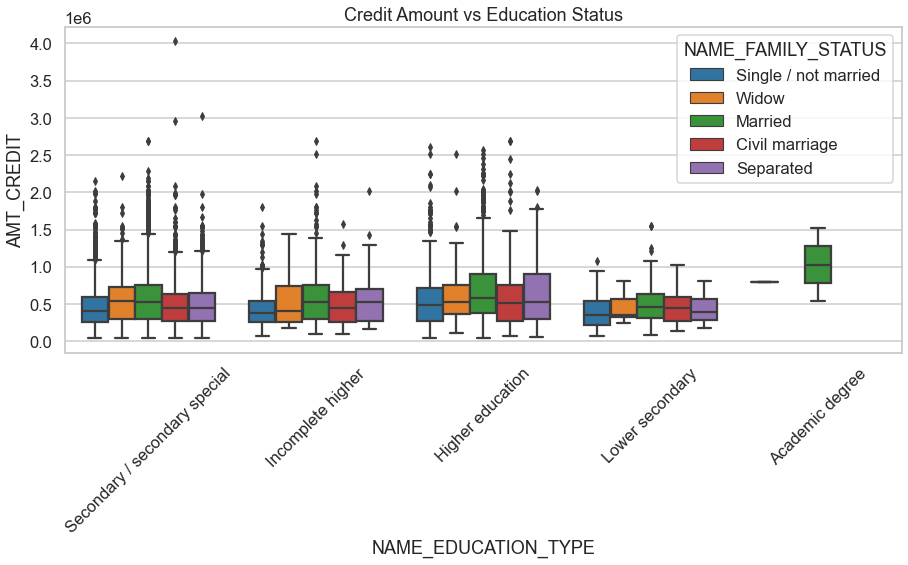 Credit Amount vs Education Status
1e6
4.0
3.5
3.0
2.5
2.0
1.5
1.0
0.5
0.0
AMT_CREDIT
NAME_FAMILY_STATUS
Single / not married
Widow
Married
Civil marriage
Separated
Secondary / secondary special
Incomplete higher
Higher education
Lower secondary
Academic degree
NAME_EDUCATION_TYPE